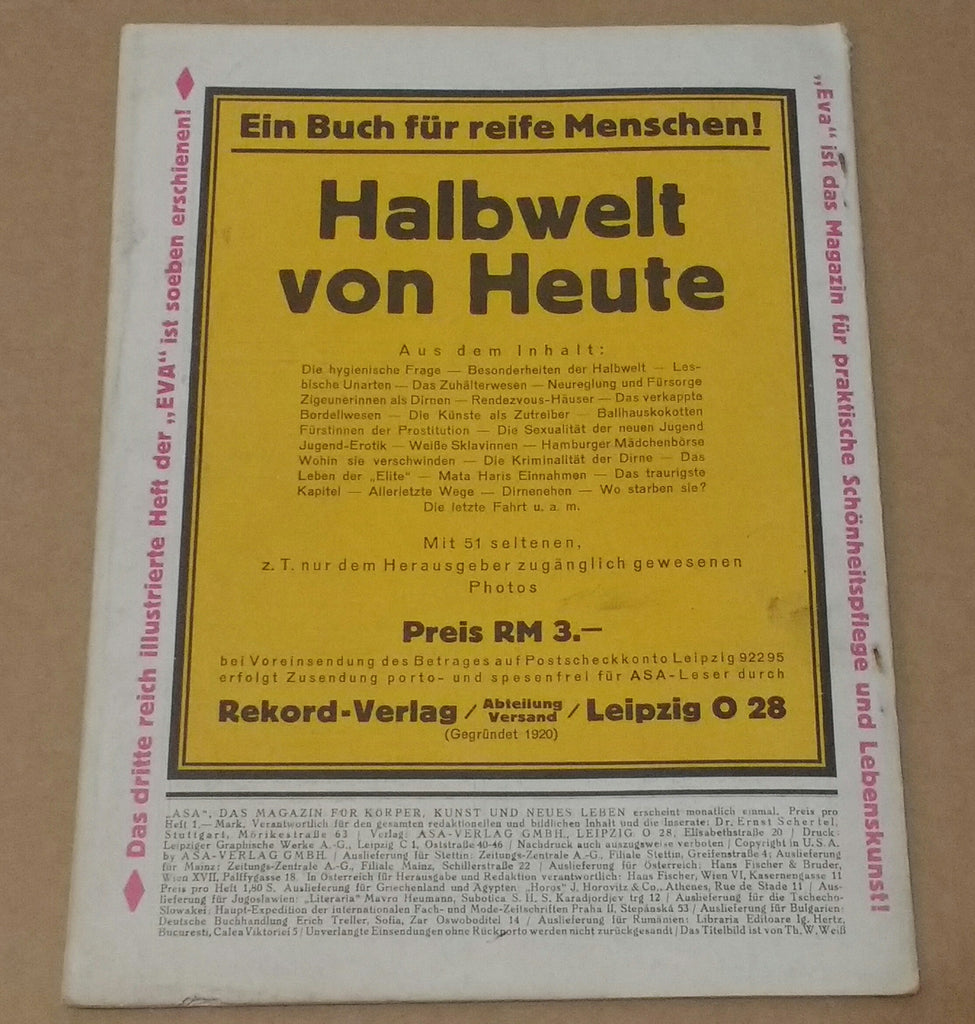 Ein Buch für reife Menschen!
Halbwelt
von Heute
Aus dem Inhalt:
Die hygienische Frage — Besonderheiten der Halbwelt — Les-
bische Unarten — Das Zuhälterwesen — Neureglung und Fürsorge
Zigeunerinnen als Dirnen — Rendezvous-Häuser — Das verkappte
Bordellwesen — Die Künste als Zutreiber — Ballhauskokotten
Fürstinnen der Prostitution — Die Sexualität der neuen Jugend
Jugend-Erotik — Weiße Sklavinnen — Hamburger Mädchenbörse
Wohin sie verschwinden — Die Kriminalität der Dirne — Das
Leben der „Elite“ — Mata Haris Einnahmen — Das traurigste
Kapitel — Allerletzte Wege — Dirnenehen — Wo starben sie?
Die letzte Fahrt u. a. m.
Mit 51 seltenen,
z. T. nur dem Herausgeber zugänglich gewesenen
Photos
Preis RM 3.—
bei Voreinsendung des Betrages auf Postscheckkonto Leipzig 92295
erfolgt Zusendung porto- und spesenfrei für ASA-Leser durch
Rekord-Verlag / Abteilung Versand / Leipzig O 28
(Gegründet 1920)
Das dritte reich illustrierte Heft der „EVA“ ist soeben erschienen!
„Eva“ ist das Magazin für praktische Schönheitspflege und Lebenskunst!
„ASA“, DAS MAGAZIN FÜR KÖRPER, KUNST UND NEUES LEBEN erscheint monatlich einmal. Preis pro
Heft 1,— Mark. Verantwortlich für den gesamten redaktionellen und bildlichen Inhalt und die Inserate: Dr. Ernst Schertel,
Stuttgart, Mörikestraße 63 / Verlag: ASA-VERLAG GMBH., LEIPZIG O 28, Elisabethstraße 20 / Druck:
Leipziger Graphische Werke A.-G., Leipzig C 1, Oststraße 40-46 / Nachdruck auch auszugsweise verboten / Copyright in U.S.A.
by ASA-VERLAG GMBH. / Auslieferung für Stettin: Zeitungs-Zentrale A.-G., Filiale Stettin, Greifenstraße 4; Auslieferung
für Mainz: Zeitungs-Zentrale A.-G., Filiale Mainz, Schillerstraße 22 / Auslieferung für Österreich: Hans Fischer & Bruder,
Wien XVII, Palffygasse 18. In Österreich für Herausgabe und Redaktion verantwortlich: Hans Fischer, Wien VI, Kasernengasse 11
Preis pro Heft 1,80 S. Auslieferung für Griechenland und Agypten „Horos“ J. Horovitz & Co., Athenes, Rue de Stade 11 / Aus-
lieferung für Jugoslawien: „Literaria“ Mavro Heumann, Subotica S. H. S. Karadjordjev trg 12 / Auslieferung für die Tschecho-
Slowakei: Haupt-Expedition der internationalen Fach- und Mode-Zeitschriften Praha II, Stepánská 53 / Auslieferung für Bulgarien:
Deutsche Buchhandlung Erich Treller, Sofia, Zar Oswoboditel 14 / Auslieferung für Rumänien: Libraria Editoare Ig. Hertz,
Bucuresti, Calea Viktoriei 5 / Unverlangte Einsendungen ohne Rückporto werden nicht zurückgesandt / Das Titelbild ist von Th. W. Weiß